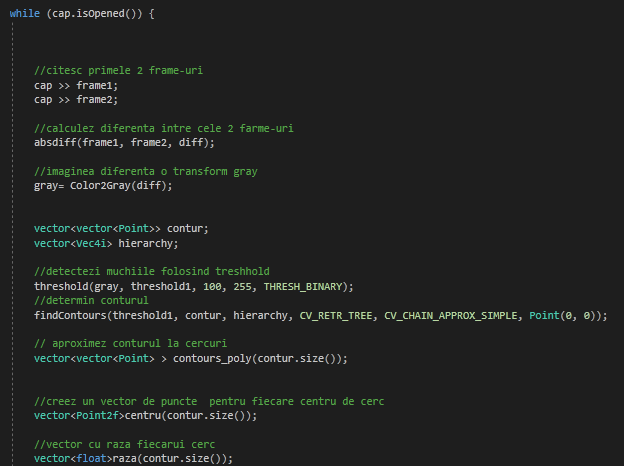 while (cap.isOpened()) {
//citesc primele 2 frame-uri
cap >> frame1;
cap >> frame2;
//calculez diferenta intre cele 2 farme-uri
absdiff(frame1, frame2, diff);
//imaginea diferenta o transform gray
gray= Color2Gray(diff);
vector<vector<Point>> contur;
vector<Vec4i> hierarchy;
//detectezi muchiile folosind treshhold
threshold(gray, threshold1, 100, 255, THRESH_BINARY);
//determin conturul
findContours(threshold1, contur, hierarchy, CV_RETR_TREE, CV_CHAIN_APPROX_SIMPLE, Point(0, 0));
// aproximez conturul la cercuri
vector<vector<Point> > contours_poly(contur.size());
//creez un vector de puncte  pentru fiecare centru de cerc
vector<Point2f>centru(contur.size());
//vector cu raza fiecarui cerc
vector<float>raza(contur.size());